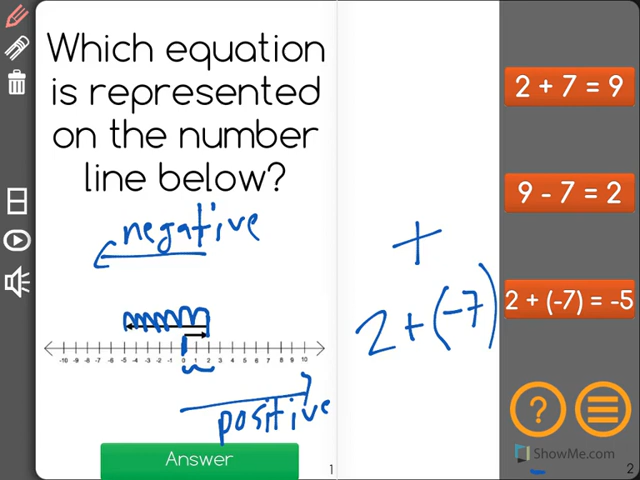 Which equation
is represented
on the number
line below?
negative
-10 -9 -8 -7 -6 -5 -4 -3 -2 -1 0 1 2 3 4 5 6 7 8 9 10
positive
Answer
1
+
2 + (-7)
2 + 7 = 9
9 - 7 = 2
2 + (-7) = -5
?
ShowMe.com
2